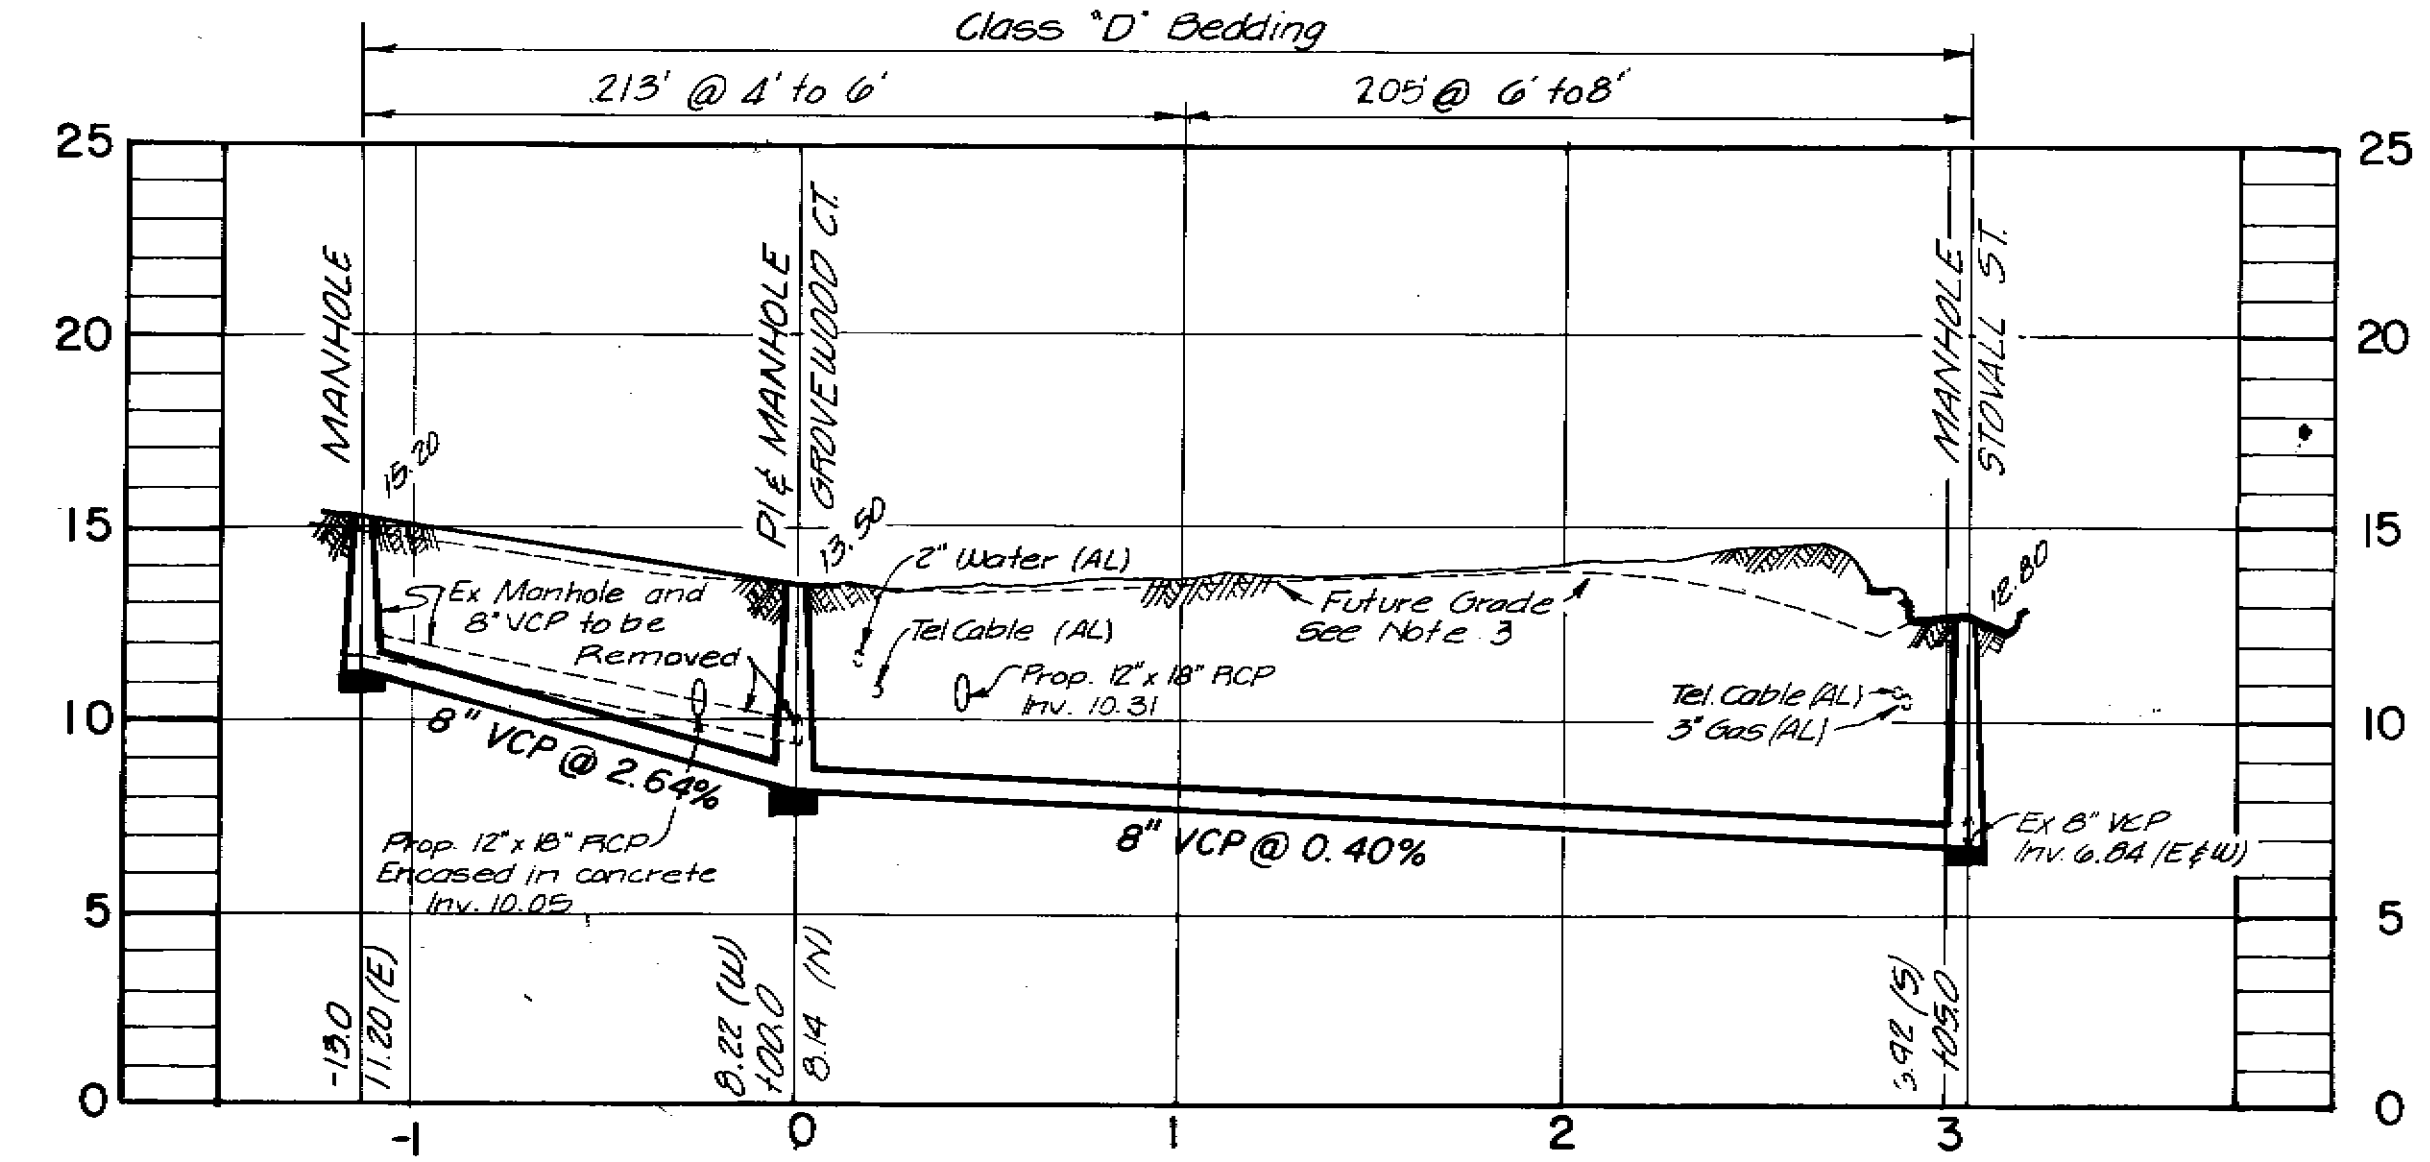 Class "D" Bedding
213' @ 4' to 6'
205' @ 6' to 8'
25
25
20
20
15
15
10
10
5
5
0
0
MANHOLE
15.20
PI & MANHOLE
GROVEWOOD CT.
13.50
MANHOLE
STOVALL ST.
12.80
Ex Manhole and
8" VCP to be
Removed
2" Water (AL)
Tel Cable (AL)
Prop. 12" x 18" RCP
Inv. 10.31
Future Grade
See Note 3
Tel. Cable (AL)
3" Gas (AL)
8" VCP @ 2.64%
8" VCP @ 0.40%
Prop. 12" x 18" RCP
Encased in concrete
Inv. 10.05
Ex 8" VCP
Inv. 6.84 (E & W)
-13.0
11.20 (E)
8.22 (W)
+00.0
8.14 (N)
.92 (S)
+05.0
-1
0
1
2
3